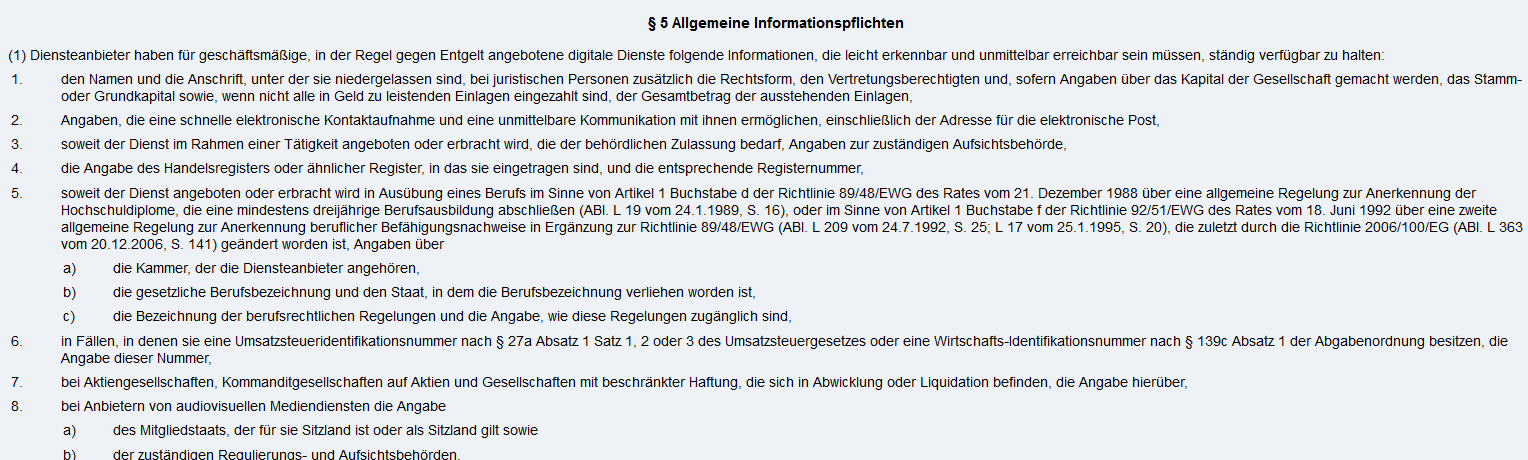 § 5 Allgemeine Informationspflichten
(1) Diensteanbieter haben für geschäftsmäßige, in der Regel gegen Entgelt angebotene digitale Dienste folgende Informationen, die leicht erkennbar und unmittelbar erreichbar sein müssen, ständig verfügbar zu halten:
1. den Namen und die Anschrift, unter der sie niedergelassen sind, bei juristischen Personen zusätzlich die Rechtsform, den Vertretungsberechtigten und, sofern Angaben über das Kapital der Gesellschaft gemacht werden, das Stamm-
oder Grundkapital sowie, wenn nicht alle in Geld zu leistenden Einlagen eingezahlt sind, der Gesamtbetrag der ausstehenden Einlagen,
2. Angaben, die eine schnelle elektronische Kontaktaufnahme und eine unmittelbare Kommunikation mit ihnen ermöglichen, einschließlich der Adresse für die elektronische Post,
3. soweit der Dienst im Rahmen einer Tätigkeit angeboten oder erbracht wird, die der behördlichen Zulassung bedarf, Angaben zur zuständigen Aufsichtsbehörde,
4. die Angabe des Handelsregisters oder ähnlicher Register, in das sie eingetragen sind, und die entsprechende Registernummer,
5. soweit der Dienst angeboten oder erbracht wird in Ausübung eines Berufs im Sinne von Artikel 1 Buchstabe d der Richtlinie 89/48/EWG des Rates vom 21. Dezember 1988 über eine allgemeine Regelung zur Anerkennung der
Hochschuldiplome, die eine mindestens dreijährige Berufsausbildung abschließen (ABl. L 19 vom 24.1.1989, S. 16), oder im Sinne von Artikel 1 Buchstabe f der Richtlinie 92/51/EWG des Rates vom 18. Juni 1992 über eine zweite
allgemeine Regelung zur Anerkennung beruflicher Befähigungsnachweise in Ergänzung zur Richtlinie 89/48/EWG (ABl. L 209 vom 24.7.1992, S. 25; L 17 vom 25.1.1995, S. 20), die zuletzt durch die Richtlinie 2006/100/EG (ABl. L 363
vom 20.12.2006, S. 141) geändert worden ist, Angaben über
a) die Kammer, der die Diensteanbieter angehören,
b) die gesetzliche Berufsbezeichnung und den Staat, in dem die Berufsbezeichnung verliehen worden ist,
c) die Bezeichnung der berufsrechtlichen Regelungen und die Angabe, wie diese Regelungen zugänglich sind,
6. in Fällen, in denen sie eine Umsatzsteueridentifikationsnummer nach § 27a Absatz 1 Satz 1, 2 oder 3 des Umsatzsteuergesetzes oder eine Wirtschafts-Identifikationsnummer nach § 139c Absatz 1 der Abgabenordnung besitzen, die
Angabe dieser Nummer,
7. bei Aktiengesellschaften, Kommanditgesellschaften auf Aktien und Gesellschaften mit beschränkter Haftung, die sich in Abwicklung oder Liquidation befinden, die Angabe hierüber,
8. bei Anbietern von audiovisuellen Mediendiensten die Angabe
a) des Mitgliedstaats, der für sie Sitzland ist oder als Sitzland gilt sowie
b) der zuständigen Regulierungs- und Aufsichtsbehörden.